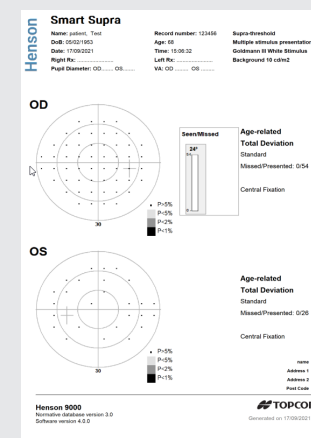 Henson
Smart Supra
Name: patient, Test
DoB: 05/02/1953
Date: 17/09/2021
Right Rx: ........................
Pupil Diameter: OD ........ OS ........
Record number: 123456
Age: 68
Time: 15:06:32
Left Rx: ........................
VA: OD ........ OS ........
Supra-threshold
Multiple stimulus presentation
Goldmann III White Stimulus
Background 10 cd/m2
OD
30
P>5%
P<5%
P<2%
P<1%
Seen/Missed
24°
Age-related
Total Deviation
Standard
Missed/Presented: 0/54
Central Fixation
OS
30
P>5%
P<5%
P<2%
P<1%
Age-related
Total Deviation
Standard
Missed/Presented: 0/26
Central Fixation
name
Address 1
Address 2
Post Code
Henson 9000
Normative database version 3.0
Software version 4.0.0
TOPCO
Generated on 17/09/2021